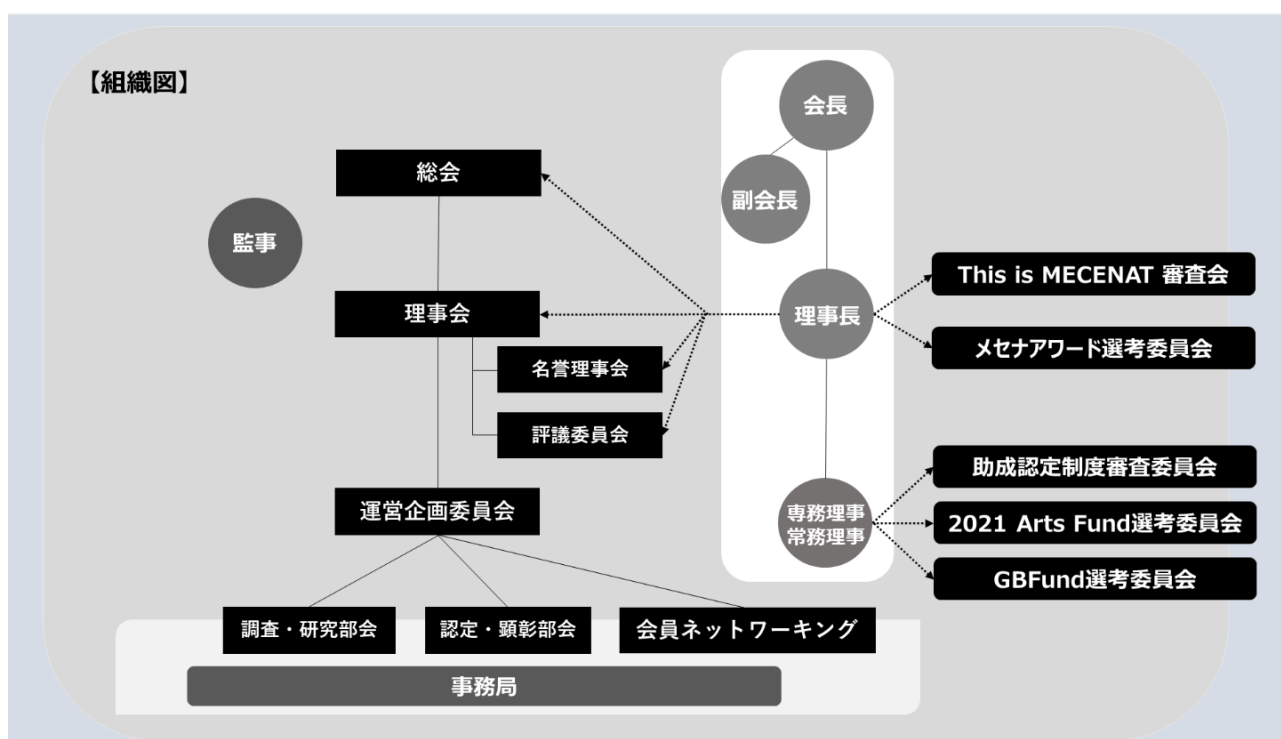 【組織図】
会長
総会
副会長
監事
This is MECENAT 審査会
理事会
理事長
メセナアワード選考委員会
名誉理事会
評議委員会
助成認定制度審査委員会
運営企画委員会
専務理事
常務理事
2021 Arts Fund選考委員会
GBFund選考委員会
調査・研究部会
認定・顕彰部会
会員ネットワーキング
事務局